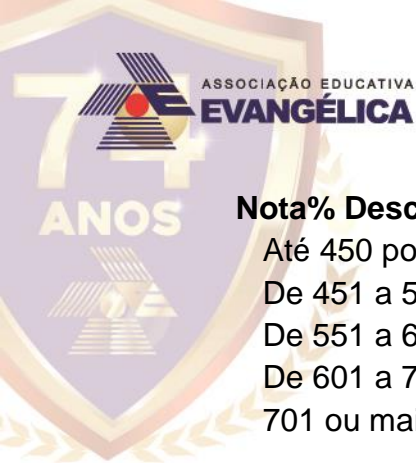 74
ANOS
ASSOCIAÇÃO EDUCATIVA
EVANGÉLICA
Nota% Desc
Até 450 po
De 451 a 5
De 551 a 6
De 601 a 7
701 ou mai